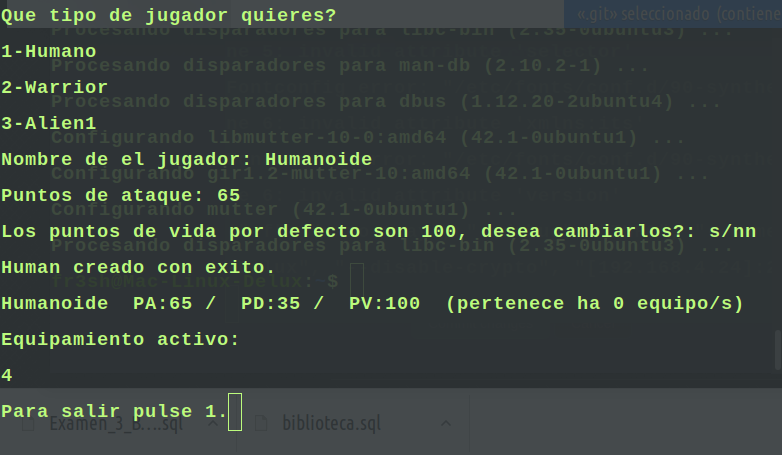 Que tipo de jugador quieres?
«.git» seleccionado (contiene
Procesando disparadores para libc-bin (2.35-0ubuntu3) ...
1-Humano
Procesando disparadores para man-db (2.10.2-1) ...
2-Warrior
Procesando disparadores para dbus (1.12.20-2ubuntu4) ...
3-Alien1
Configurando libmutter-10-0:amd64 (42.1-0ubuntu1) ...
Nombre de el jugador: Humanoide
Configurando gir1.2-mutter-10:amd64 (42.1-0ubuntu1) ...
Puntos de ataque: 65
Configurando mutter (42.1-0ubuntu1) ...
Los puntos de vida por defecto son 100, desea cambiarlos?: s/nn
Procesando disparadores para libc-bin (2.35-0ubuntu3) ...
Human creado con exito.
fr3sh@mac-Linux-Delux:~$
Humanoide  PA:65 /  PD:35 /  PV:100  (pertenece ha 0 equipo/s)
Equipamiento activo:
4
Para salir pulse 1.
Examen_3_B....sql
biblioteca.sql